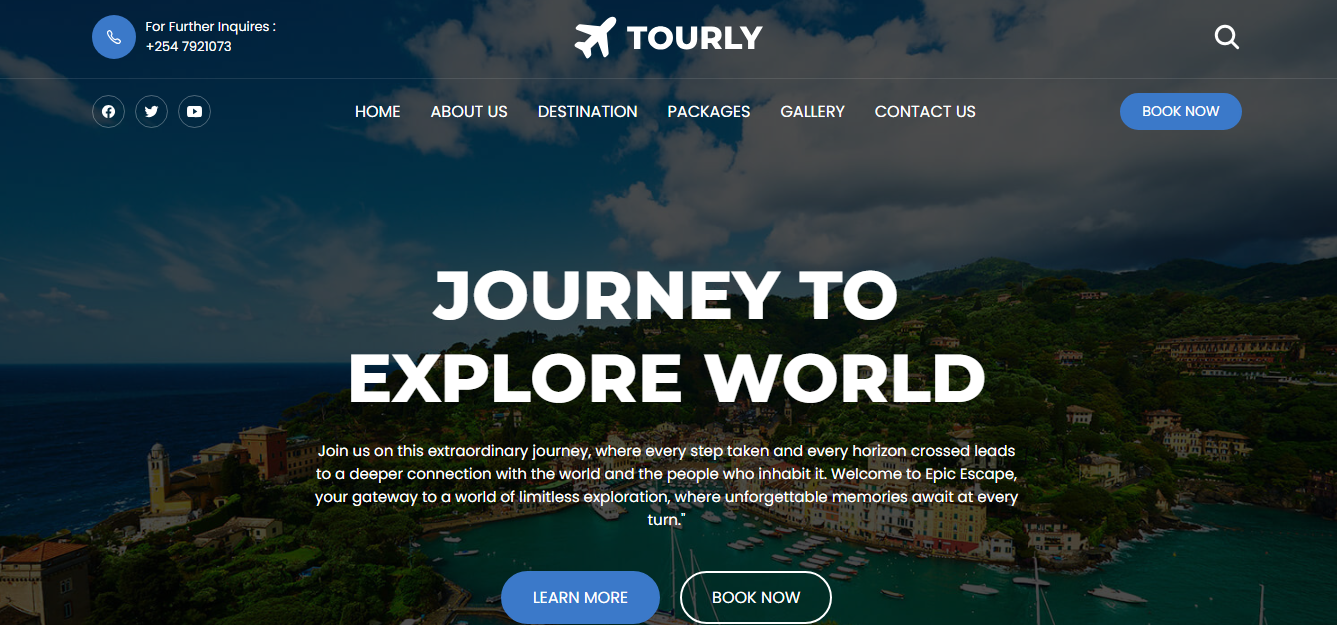 For Further Inquires :
+254 7921073
TOURLY
HOME ABOUT US DESTINATION PACKAGES GALLERY CONTACT US
BOOK NOW
JOURNEY TO
EXPLORE WORLD
Join us on this extraordinary journey, where every step taken and every horizon crossed leads
to a deeper connection with the world and the people who inhabit it. Welcome to Epic Escape,
your gateway to a world of limitless exploration, where unforgettable memories await at every
turn."
LEARN MORE
BOOK NOW